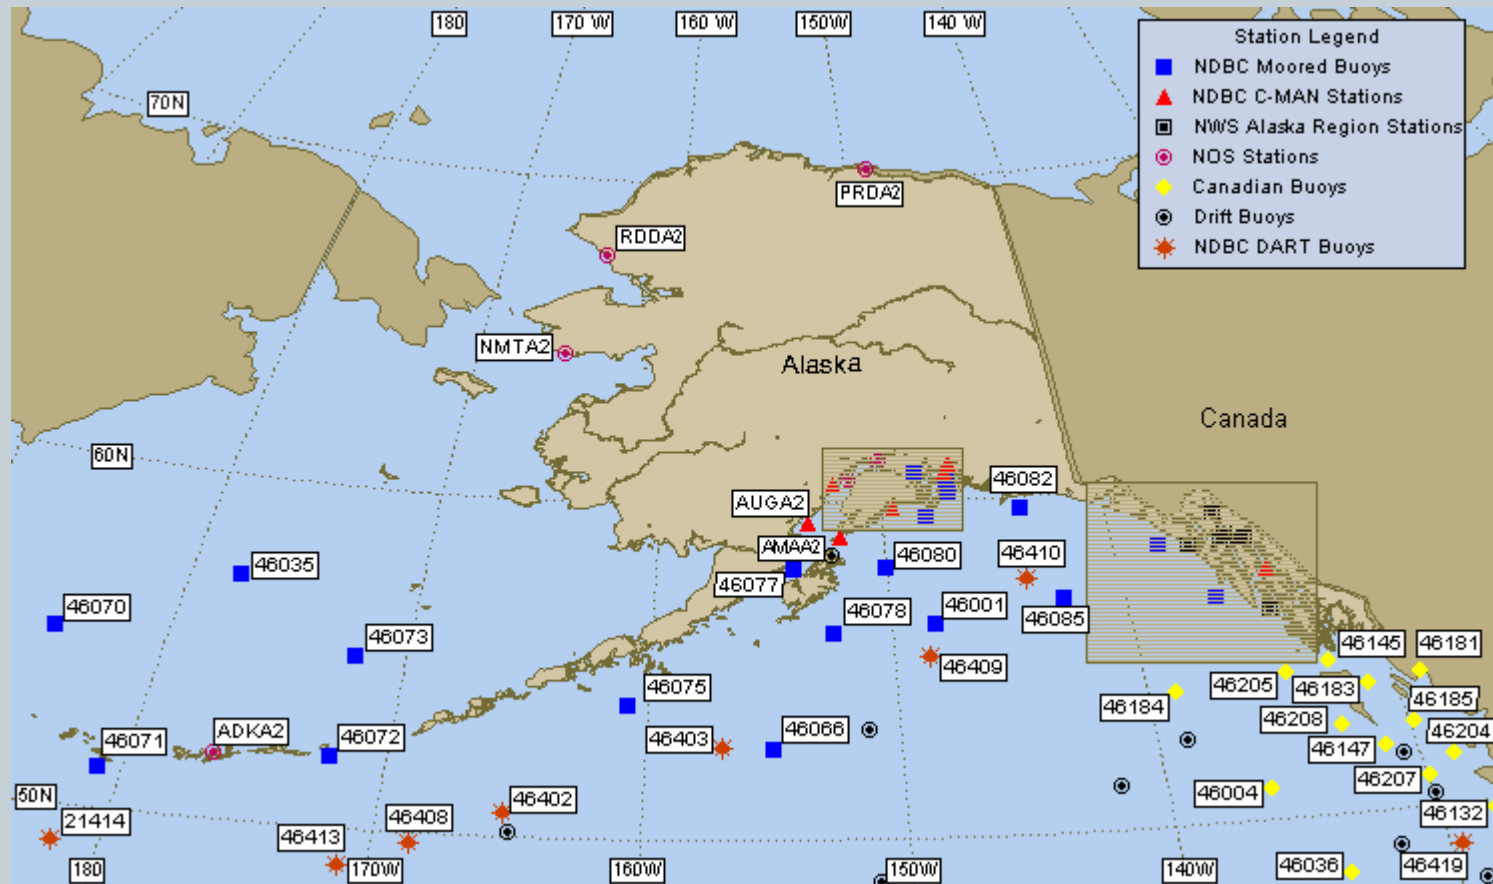 180
170 W
160 W
150W
140 W
Station Legend
NDBC Moored Buoys
NDBC C-MAN Stations
NWS Alaska Region Stations
NOS Stations
Canadian Buoys
Drift Buoys
NDBC DART Buoys
70N
PRDA2
RDDA2
NMTA2
Alaska
Canada
60N
46082
AUGA2
AMAA2
46080
46410
46035
46077
46070
46078
46001
46085
46073
46145
46181
46409
46205
46183
46075
46184
46185
46208
ADKA2
46071
46072
46403
46066
46147
46204
46207
50N
46402
46004
21414
46408
46413
46132
180
170W
160W
150W
140W
46036
46419